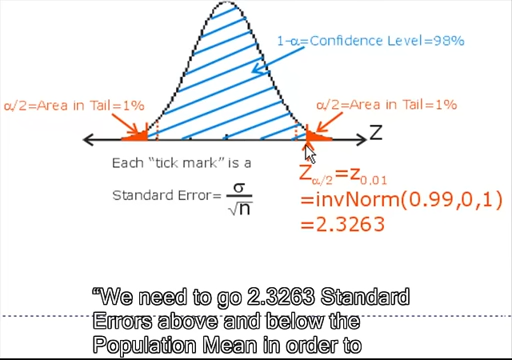 1-α=Confidence Level=98%
α/2=Area in Tail=1%
α/2=Area in Tail=1%
Z
Each “tick mark” is a
Standard Error= σ/√n
Zα/2=z0.01
=invNorm(0.99,0,1)
=2.3263
“We need to go 2.3263 Standard
Errors above and below the
Population Mean in order to